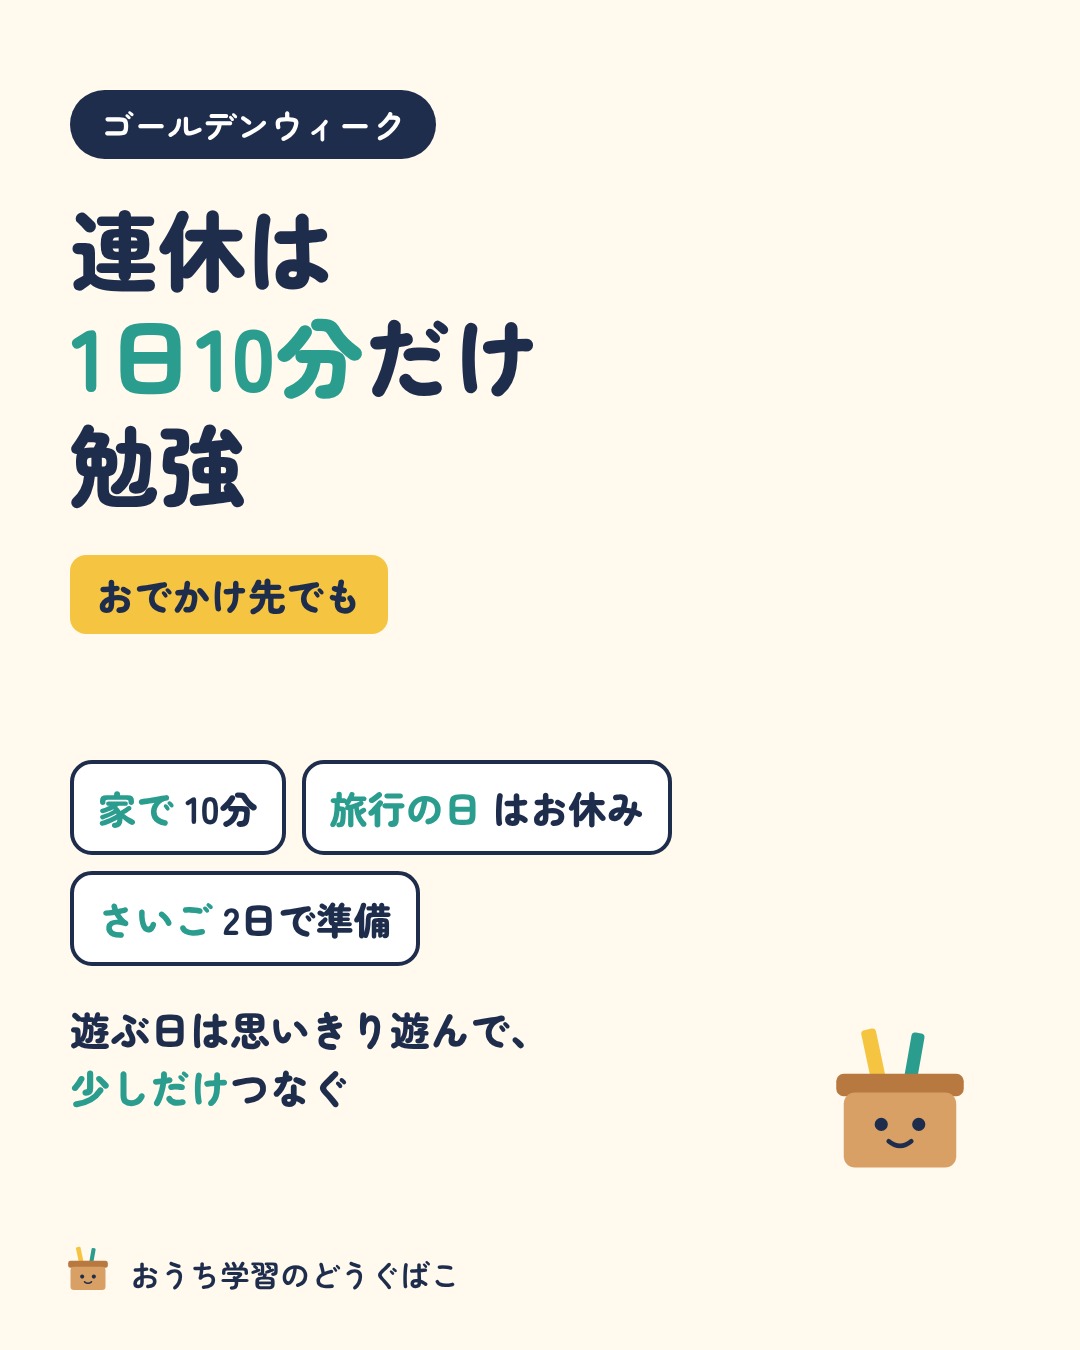 ゴールデンウィーク
連休は
1日10分だけ
勉強
おでかけ先でも
家で 10分
旅行の日 はお休み
さいご 2日で準備
遊ぶ日は思いきり遊んで、
少しだけつなぐ
おうち学習のどうぐばこ